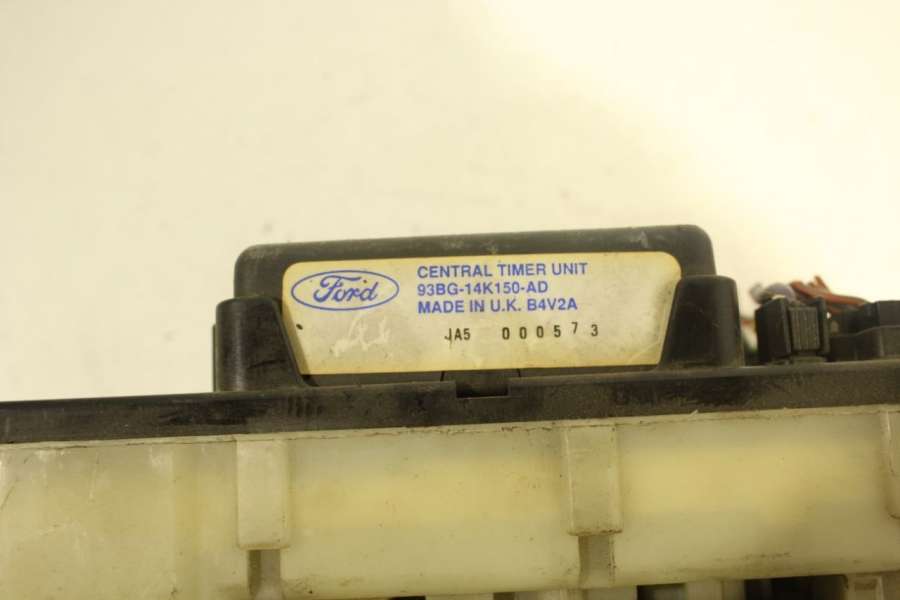 Ford
CENTRAL TIMER UNIT
93BG-14K150-AD
MADE IN U.K. B4V2A
JA5 000573